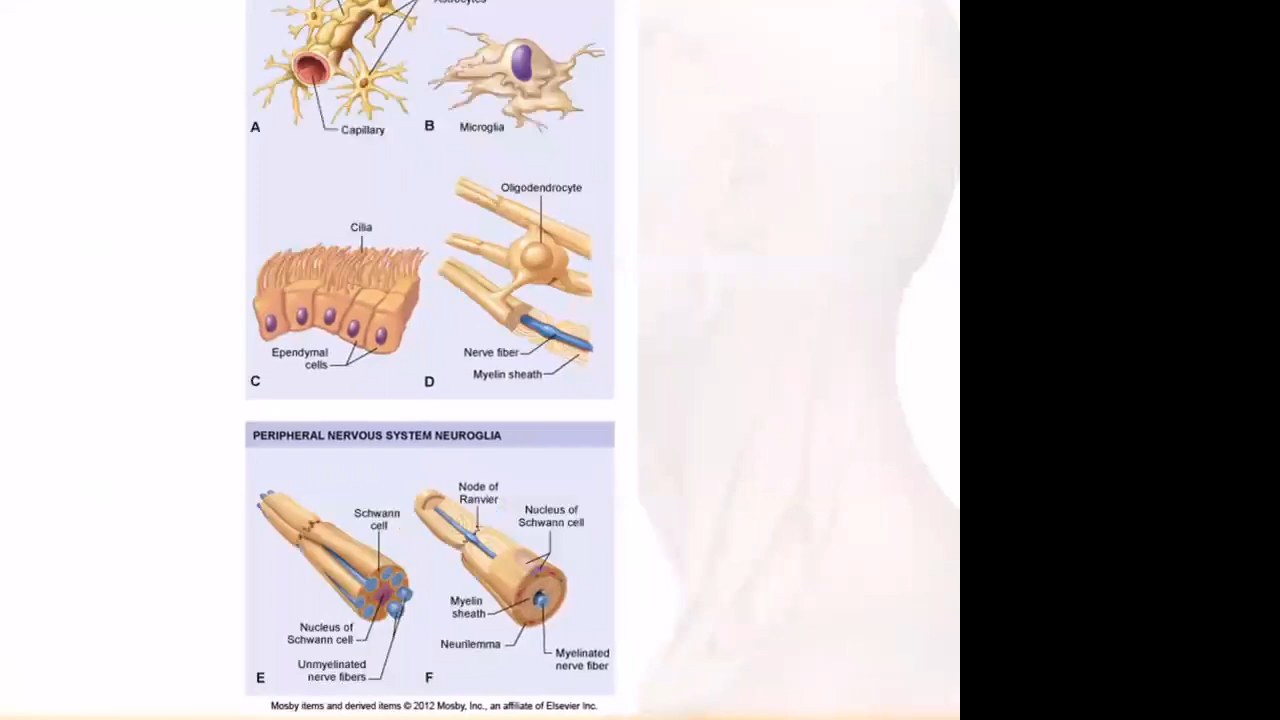 Astrocytes
A
Capillary
B
Microglia
Oligodendrocyte
Cilia
Ependymal
cells
C
Nerve fiber
Myelin sheath
D
PERIPHERAL NERVOUS SYSTEM NEUROGLIA
Schwann
cell
Nucleus of
Schwann cell
Unmyelinated
nerve fibers
E
Node of
Ranvier
Nucleus of
Schwann cell
Myelin
sheath
Neurilemma
Myelinated
nerve fiber
F
Mosby items and derived items © 2012 Mosby, Inc., an affiliate of Elsevier Inc.